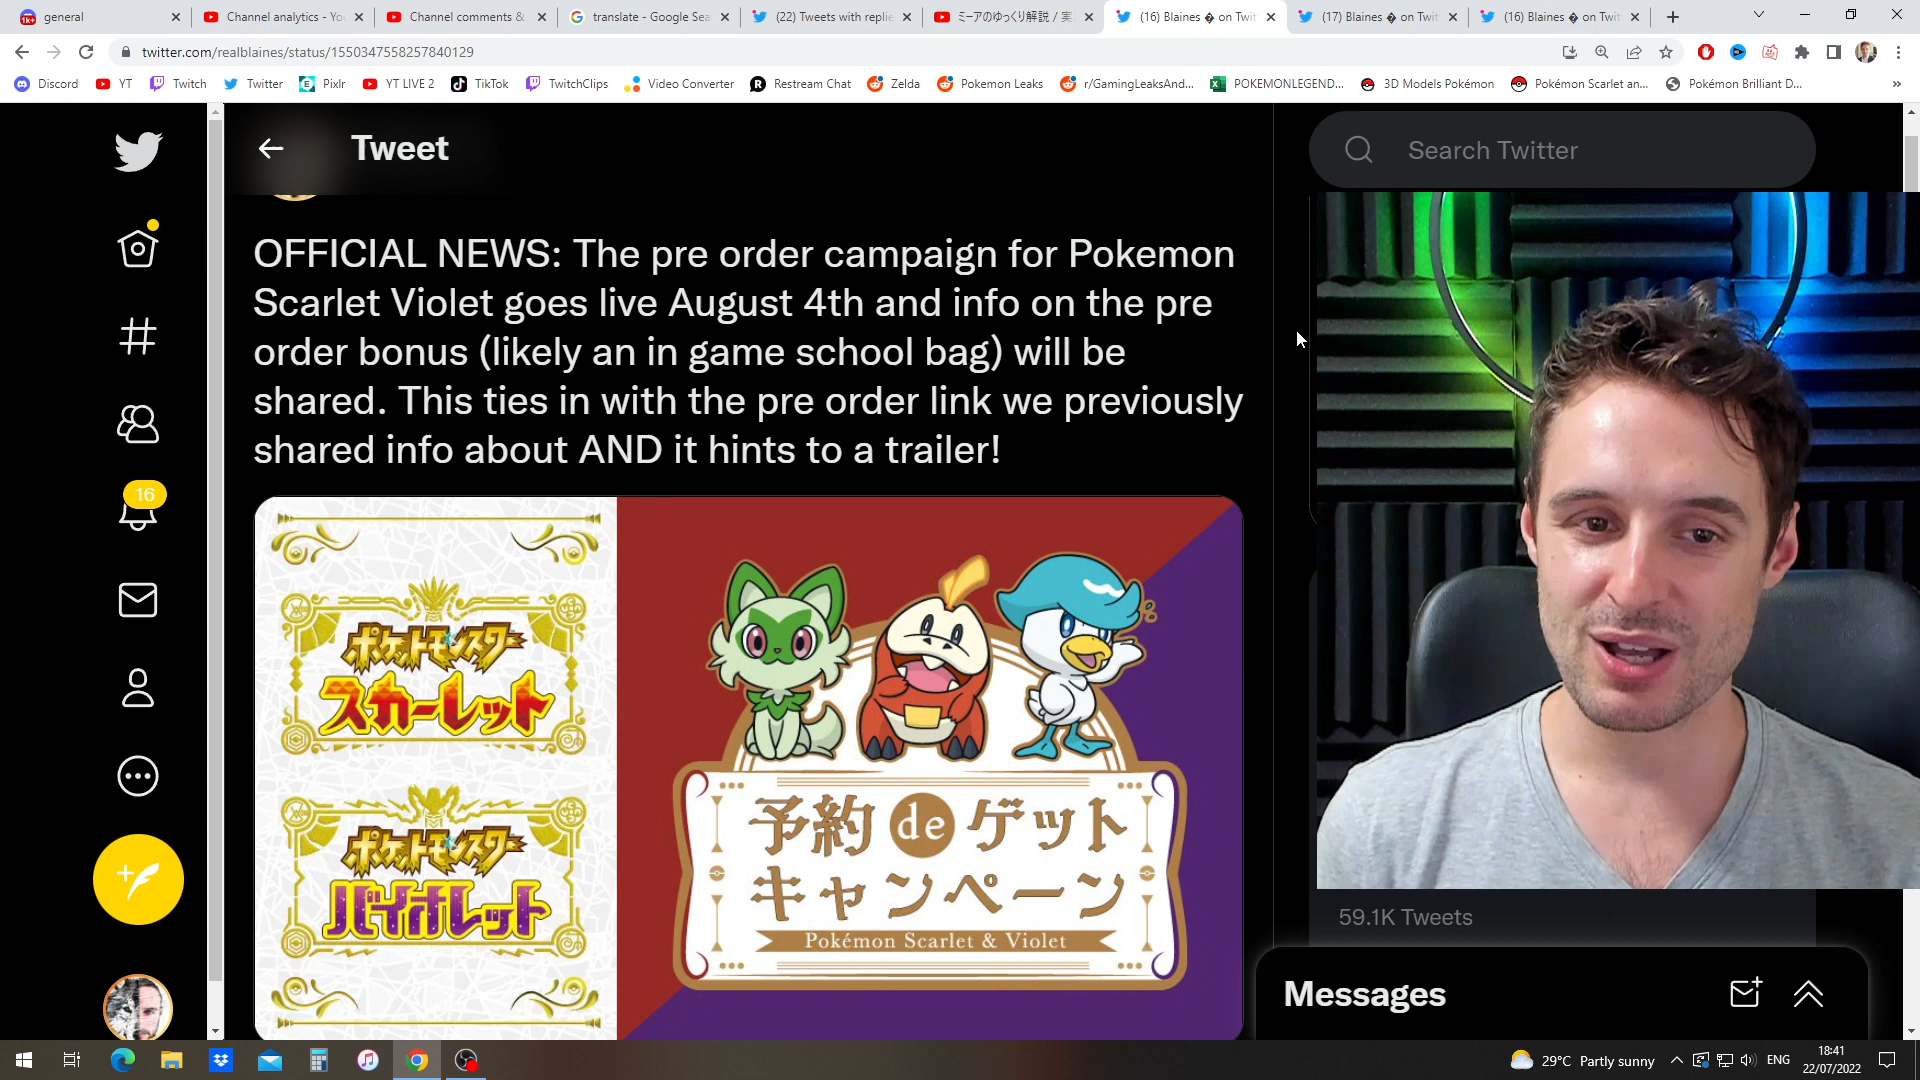 general
Channel analytics - Yo
Channel comments &
translate - Google Sea
(22) Tweets with replie
ミーアのゆっくり解説 / 実
(16) Blaines � on Twit
(17) Blaines � on Twit
(16) Blaines � on Twit
twitter.com/realblaines/status/1550347558257840129
Discord
YT
Twitch
Twitter
Pixlr
YT LIVE 2
TikTok
TwitchClips
Video Converter
Restream Chat
Zelda
Pokemon Leaks
r/GamingLeaksAnd...
POKEMONLEGEND...
3D Models Pokémon
Pokémon Scarlet an...
Pokémon Brilliant D...
Tweet
Search Twitter
OFFICIAL NEWS: The pre order campaign for Pokemon
Scarlet Violet goes live August 4th and info on the pre
order bonus (likely an in game school bag) will be
shared. This ties in with the pre order link we previously
shared info about AND it hints to a trailer!
16
ポケットモンスター
スカーレット
ポケットモンスター
バイオレット
予約 de ゲット
キャンペーン
Pokémon Scarlet & Violet
59.1K Tweets
Messages
29°C Partly sunny
ENG
18:41
22/07/2022